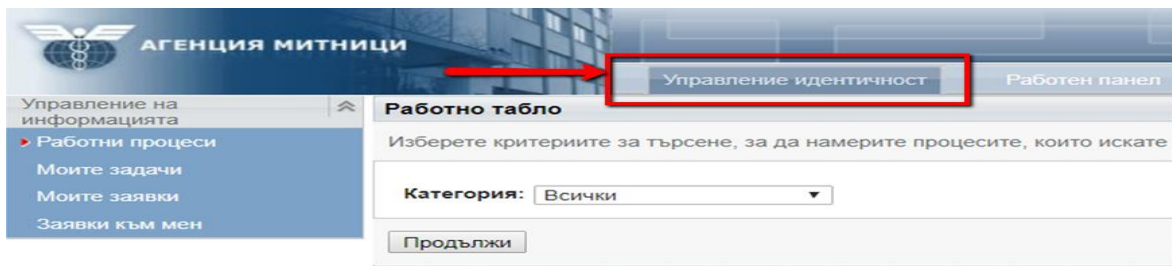 АГЕНЦИЯ МИТНИЦИ
Управление идентичност
Работен панел
Управление на
информацията
Работни процеси
Моите задачи
Моите заявки
Заявки към мен
Работно табло
Изберете критериите за търсене, за да намерите процесите, които искате
Категория: Всички
Продължи